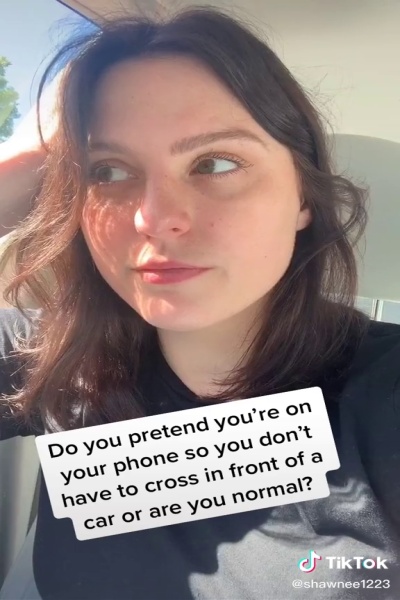 Do you pretend you're on
your phone so you don't
have to cross in front of a
car or are you normal?
TikTok
@shawnee1223